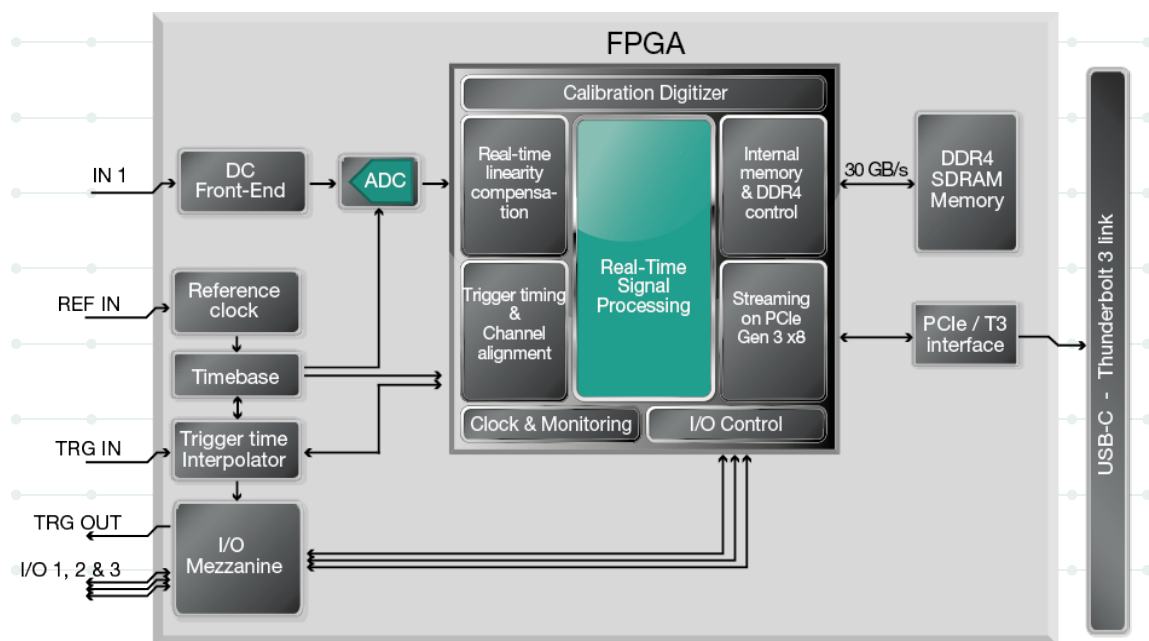 FPGA
Calibration Digitizer
IN 1
DC
Front-End
ADC
Real-time
linearity
compensa-
tion
Real-Time
Signal
Processing
Internal
memory
& DDR4
control
30 GB/s
DDR4
SDRAM
Memory
REF IN
Reference
clock
Trigger timing
&
Channel
alignment
Streaming
on PCIe
Gen 3 x8
PCIe / T3
interface
USB-C - Thunderbolt 3 link
Timebase
Clock & Monitoring
I/O Control
TRG IN
Trigger time
Interpolator
TRG OUT
I/O
Mezzanine
I/O 1, 2 & 3